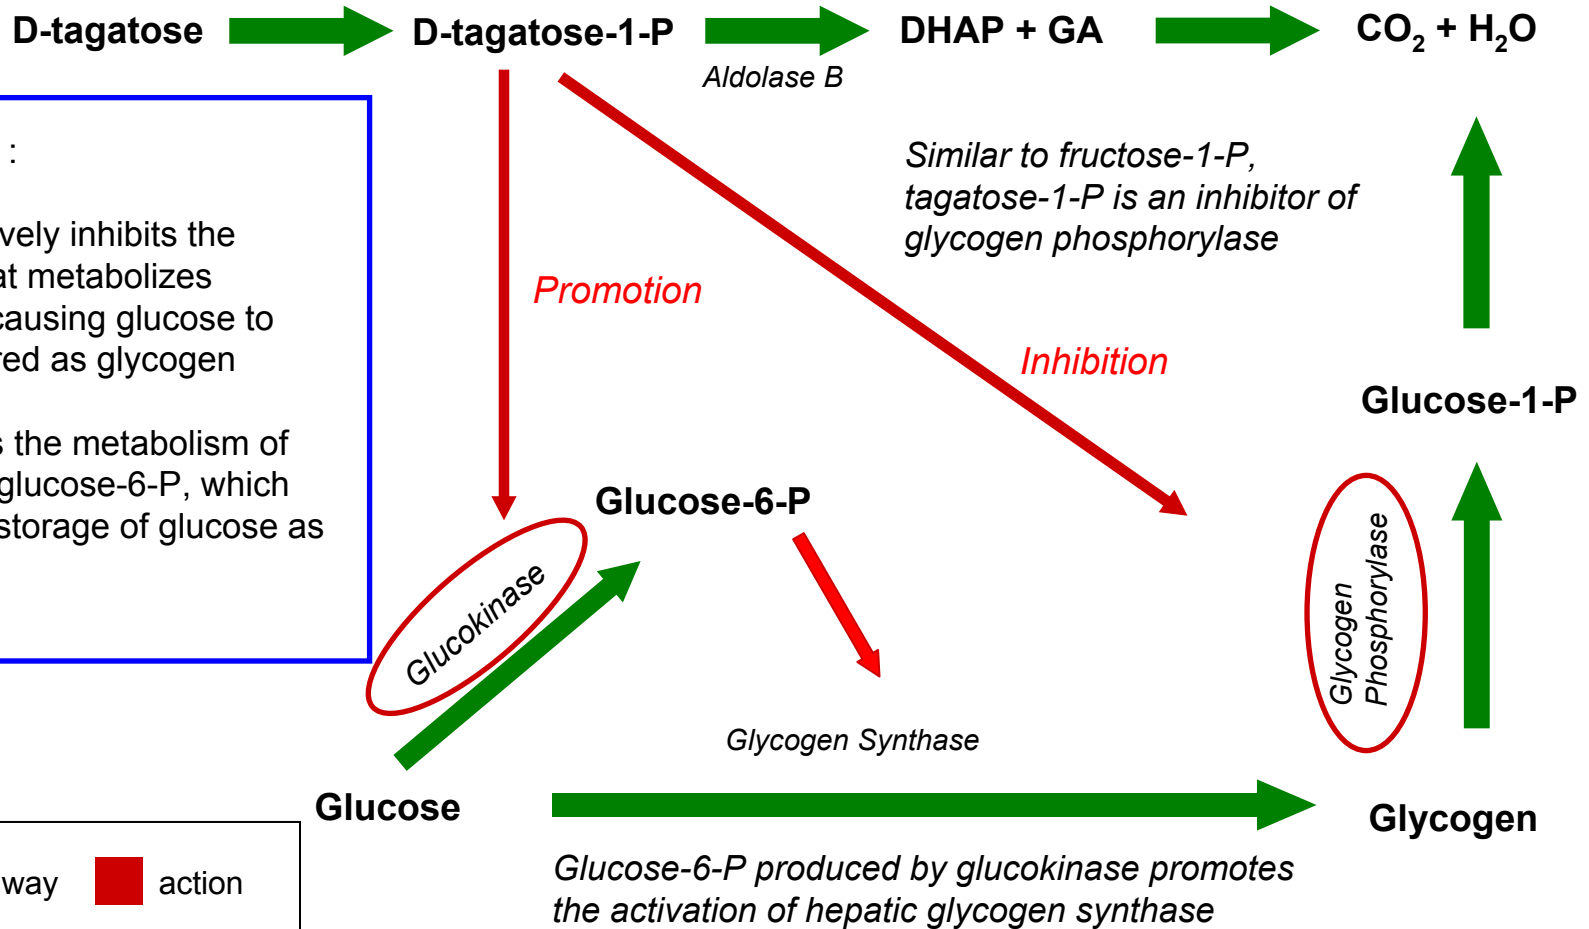 D-tagatose
D-tagatose-1-P
DHAP + GA
CO₂ + H₂O
Aldolase B
:
vely inhibits the
at metabolizes
causing glucose to
red as glycogen
s the metabolism of
glucose-6-P, which
storage of glucose as
Similar to fructose-1-P,
tagatose-1-P is an inhibitor of
glycogen phosphorylase
Promotion
Inhibition
Glucose-1-P
Glucose-6-P
Glucokinase
Glycogen
Phosphorylase
Glycogen Synthase
Glucose
Glycogen
Glucose-6-P produced by glucokinase promotes
the activation of hepatic glycogen synthase
way
action